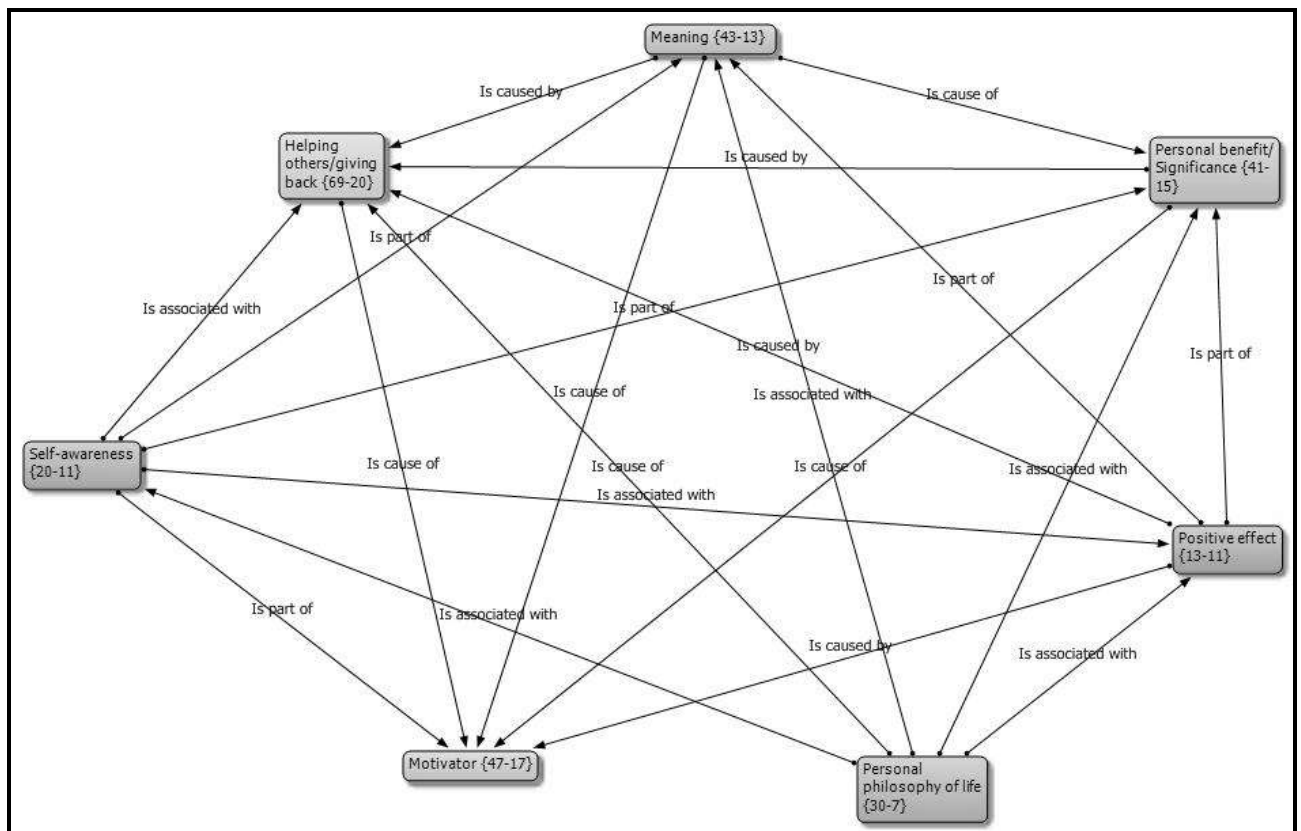 Meaning {43-13}
Is caused by
Is cause of
Helping
others/giving
back {69-20}
Personal benefit/
Significance {41-
15}
Is caused by
Is part of
Is part of
Is associated with
Is part of
Is caused by
Is part of
Is cause of
Is associated with
Self-awareness
{20-11}
Is cause of
Is cause of
Is cause of
Is associated with
Is associated with
Positive effect
{13-11}
Is part of
Is associated with
Is caused by
Is associated with
Motivator {47-17}
Personal
philosophy of life
{30-7}